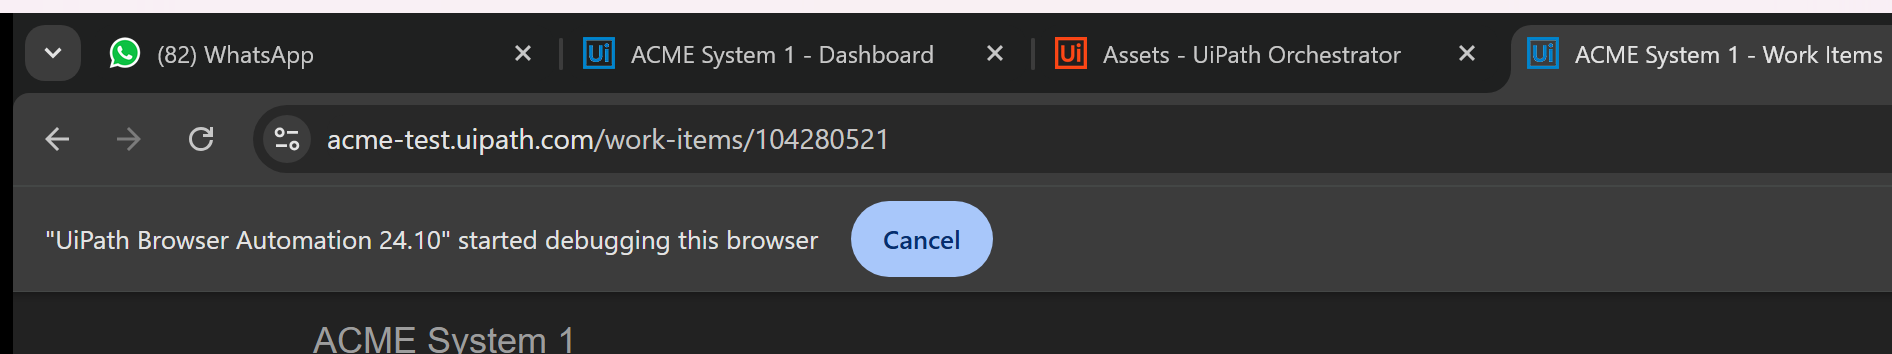 (82) WhatsApp
Ui ACME System 1 - Dashboard
Ui Assets - UiPath Orchestrator
Ui ACME System 1 - Work Items
acme-test.uipath.com/work-items/104280521
"UiPath Browser Automation 24.10" started debugging this browser
Cancel
ACME System 1